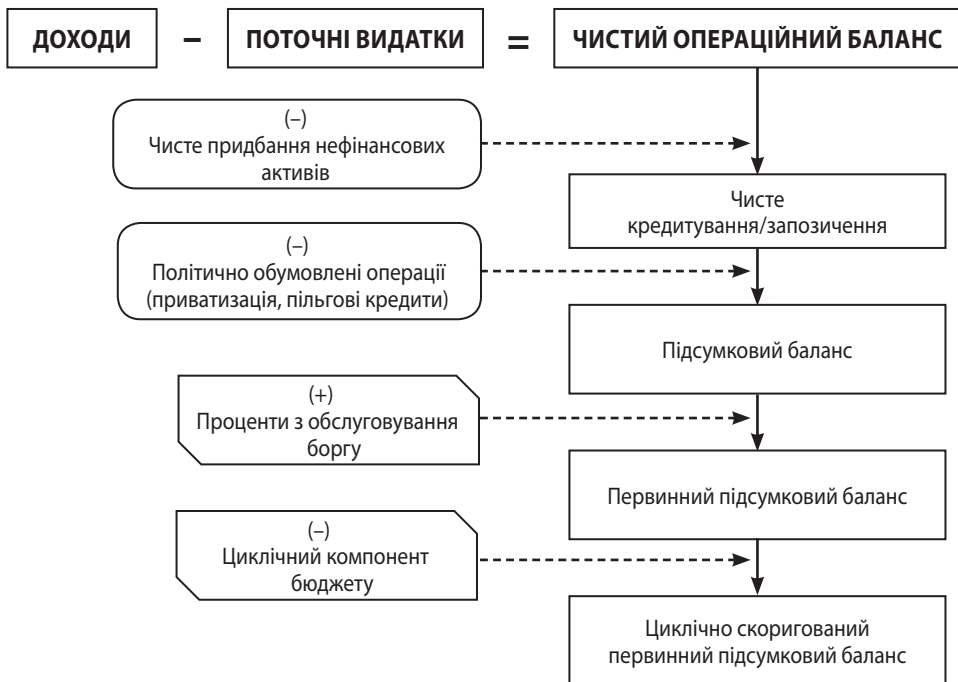 ДОХОДИ – ПОТОЧНІ ВИДАТКИ = ЧИСТИЙ ОПЕРАЦІЙНИЙ БАЛАНС
(–)
Чисте придбання нефінансових
активів
Чисте
кредитування/запозичення
(–)
Політично обумовлені операції
(приватизація, пільгові кредити)
Підсумковий баланс
(+)
Проценти з обслуговування
боргу
Первинний підсумковий баланс
(–)
Циклічний компонент
бюджету
Циклічно скоригований
первинний підсумковий баланс